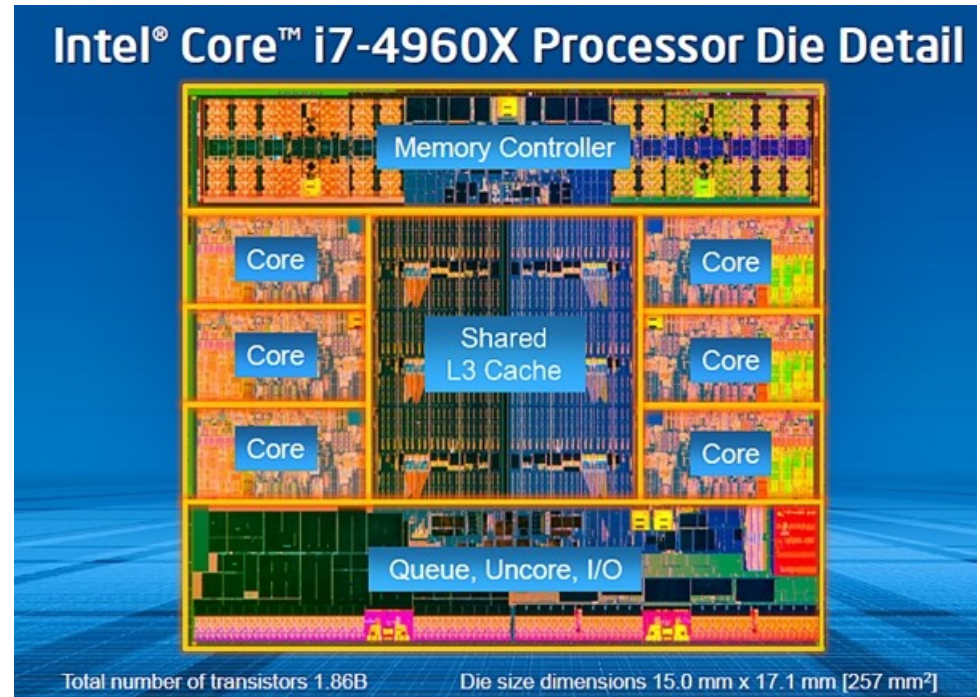 Intel® Core™ i7-4960X Processor Die Detail
Memory Controller
Core
Core
Core
Shared
L3 Cache
Core
Core
Core
Queue, Uncore, I/O
Total number of transistors 1.86B
Die size dimensions 15.0 mm x 17.1 mm [257 mm²]